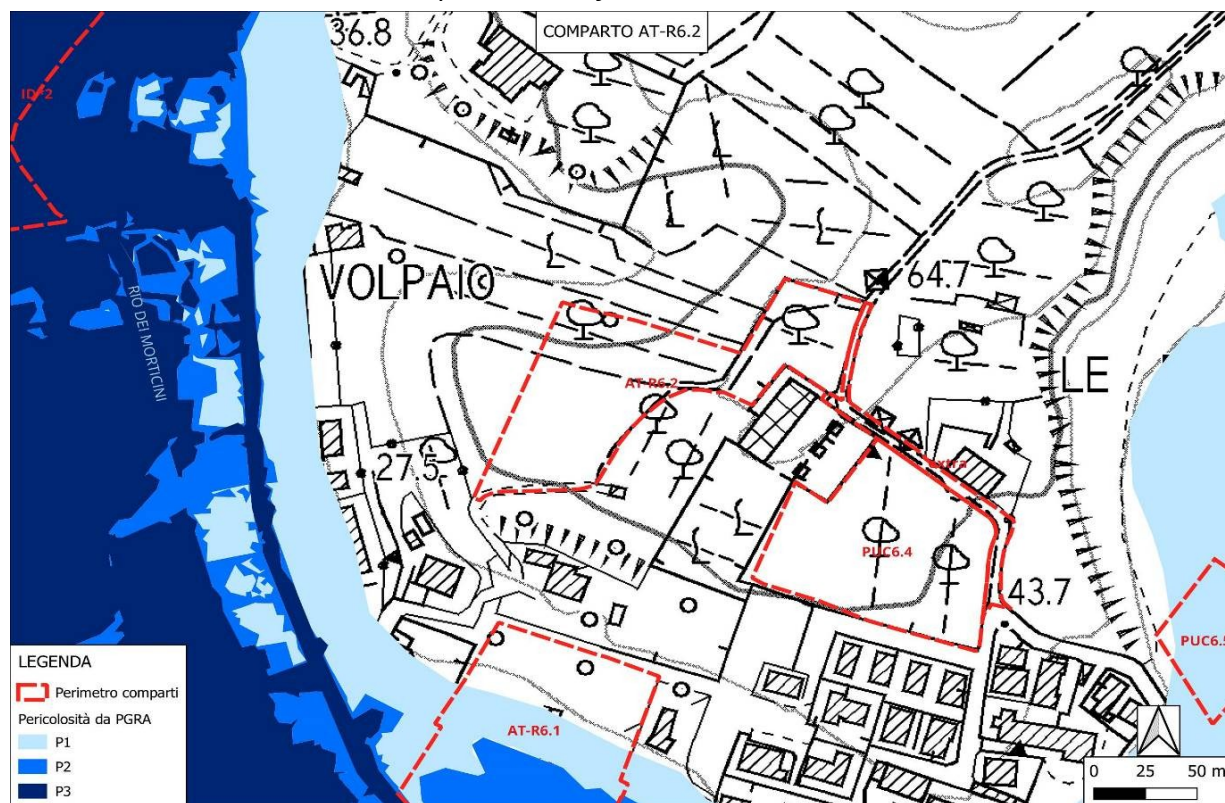 COMPARTO AT-R6.2
36.8
RIO DEI MORTICINI
VOLPAIO
64.7
AT-R6.2
LE
27.5
extra
PUC6.4
43.7
PUC6.5
AT-R6.1
LEGENDA
Perimetro comparti
Pericolosità da PGRA
P1
P2
P3
0 25 50 m